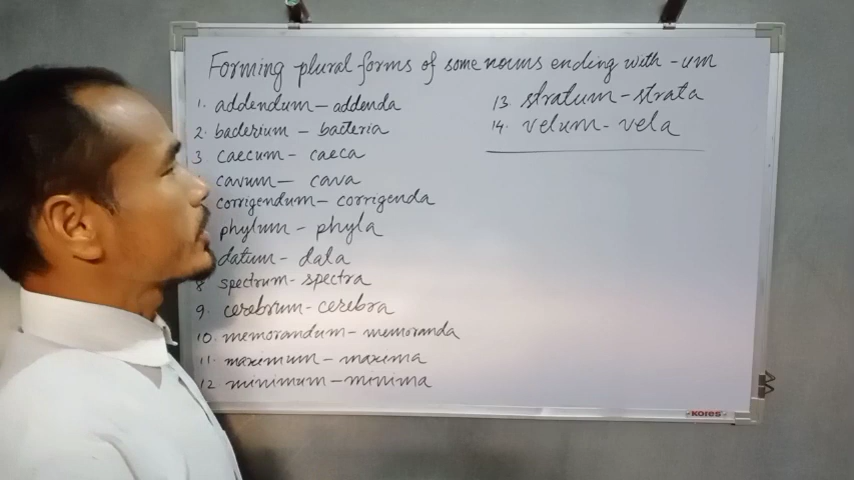 Forming plural forms of some nouns ending with -um
1. addendum - addenda
2. bacterium - bacteria
3 caecum - caeca
cavum - cava
corrigendum - corrigenda
phylum - phyla
datum - data
8 spectrum - spectra
9. cerebrum - cerebra
10. memorandum - memoranda
11. maximum - maxima
12 minimum - minima
13. stratum - strata
14. velum - vela
kores